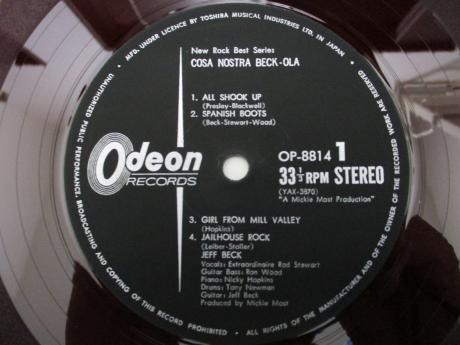 MFD. UNDER LICENCE BY TOSHIBA MUSICAL INDUSTRIES LTD. IN JAPAN
ALL RIGHTS OF THE MANUFACTURER AND OF THE OWNER OF THE RECORDED WORK ARE RESERVED.
UNAUTHORIZED PUBLIC PERFORMANCE, BROADCASTING AND COPYING OF THIS RECORD PROHIBITED
New Rock Best Series
COSA NOSTRA BECK-OLA
1. ALL SHOOK UP
(Presley-Blackwell)
2. SPANISH BOOTS
(Beck-Stewart-Wood)
Odeon
RECORDS
OP-8814 1
33 1/3 RPM STEREO
(YAX-3870)
"A Mickie Most Production"
3. GIRL FROM MILL VALLEY
(Hopkins)
4. JAILHOUSE ROCK
(Leiber-Stoller)
JEFF BECK
Vocals: Extraordinaire Rod Stewart
Guitar Bass: Ron Wood
Piano: Nicky Hopkins
Drums: Tony Newman
Guitar: Jeff Beck
Produced by Mickie Most